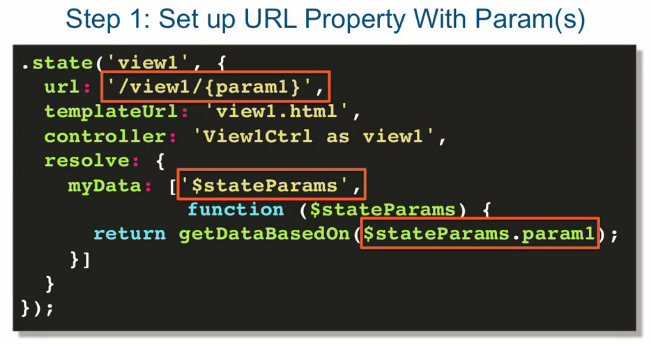 Step 1: Set up URL Property With Param(s)
.state('view1', {
  url: '/view1/{param1}',
  templateUrl: 'view1.html',
  controller: 'View1Ctrl as view1',
  resolve: {
    myData: ['$stateParams',
              function ($stateParams) {
      return getDataBasedOn($stateParams.param1);
    }]
  }
});